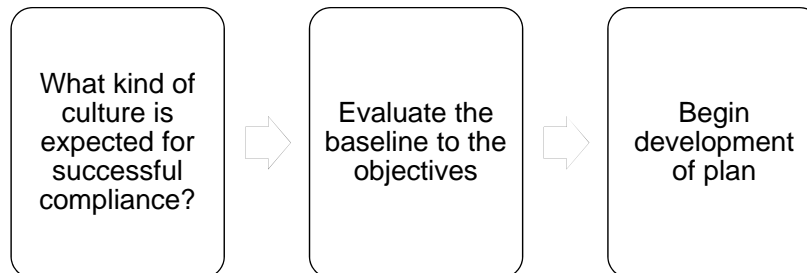 What kind of
culture is
expected for
successful
compliance?
Evaluate the
baseline to the
objectives
Begin
development
of plan